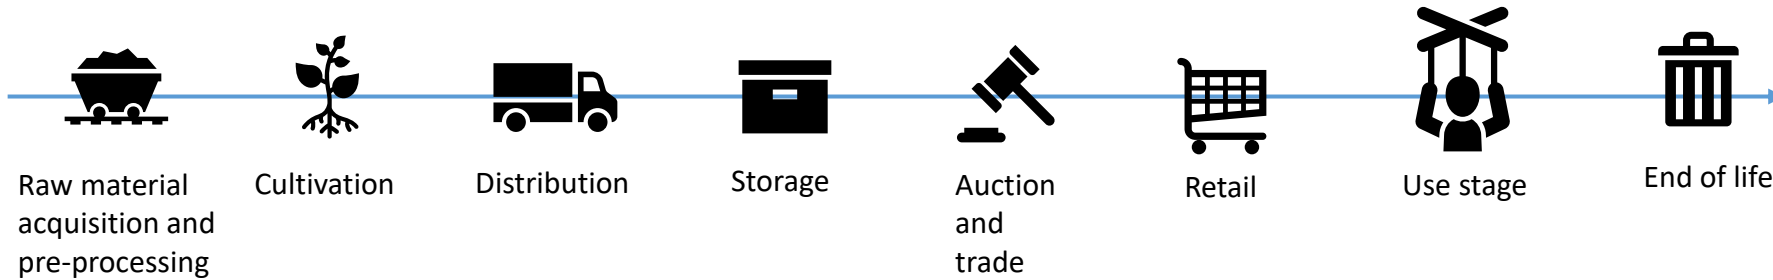 Raw material
acquisition and
pre-processing
Cultivation
Distribution
Storage
Auction
and
trade
Retail
Use stage
End of life